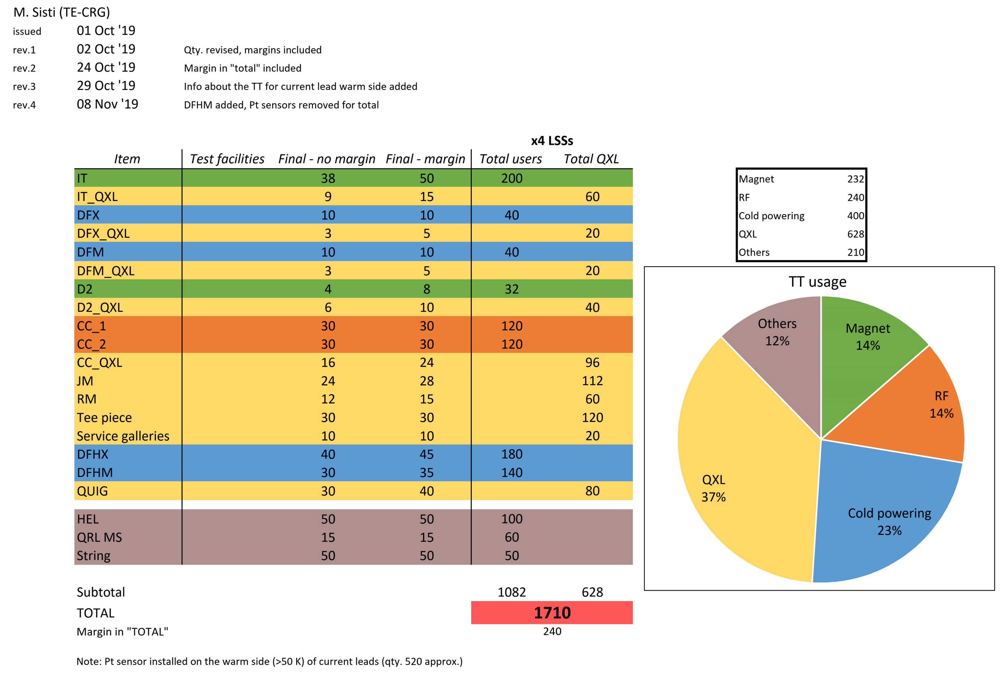 M. Sisti (TE-CRG)
issued 01 Oct '19
rev.1 02 Oct '19 Qty. revised, margins included
rev.2 24 Oct '19 Margin in "total" included
rev.3 29 Oct '19 Info about the TT for current lead warm side added
rev.4 08 Nov '19 DFHM added, Pt sensors removed for total
x4 LSSs
Item Test facilities Final - no margin Final - margin Total users Total QXL
IT 38 50 200
IT_QXL 9 15 60
DFX 10 10 40
DFX_QXL 3 5 20
DFM 10 10 40
DFM_QXL 3 5 20
D2 4 8 32
D2_QXL 6 10 40
CC_1 30 30 120
CC_2 30 30 120
CC_QXL 16 24 96
JM 24 28 112
RM 12 15 60
Tee piece 30 30 120
Service galleries 10 10 20
DFHX 40 45 180
DFHM 30 35 140
QUIG 30 40 80
HEL 50 50 100
QRL MS 15 15 60
String 50 50 50
Subtotal 1082 628
TOTAL 1710
Margin in "TOTAL" 240
Note: Pt sensor installed on the warm side (>50 K) of current leads (qty. 520 approx.)
Magnet 232
RF 240
Cold powering 400
QXL 628
Others 210
TT usage
Others
12%
Magnet
14%
RF
14%
QXL
37%
Cold powering
23%